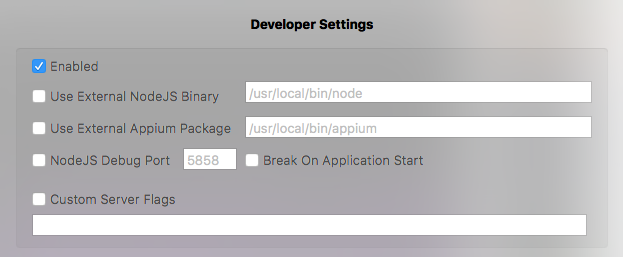 Developer Settings
Enabled
Use External NodeJS Binary /usr/local/bin/node
Use External Appium Package /usr/local/bin/appium
NodeJS Debug Port 5858 Break On Application Start
Custom Server Flags